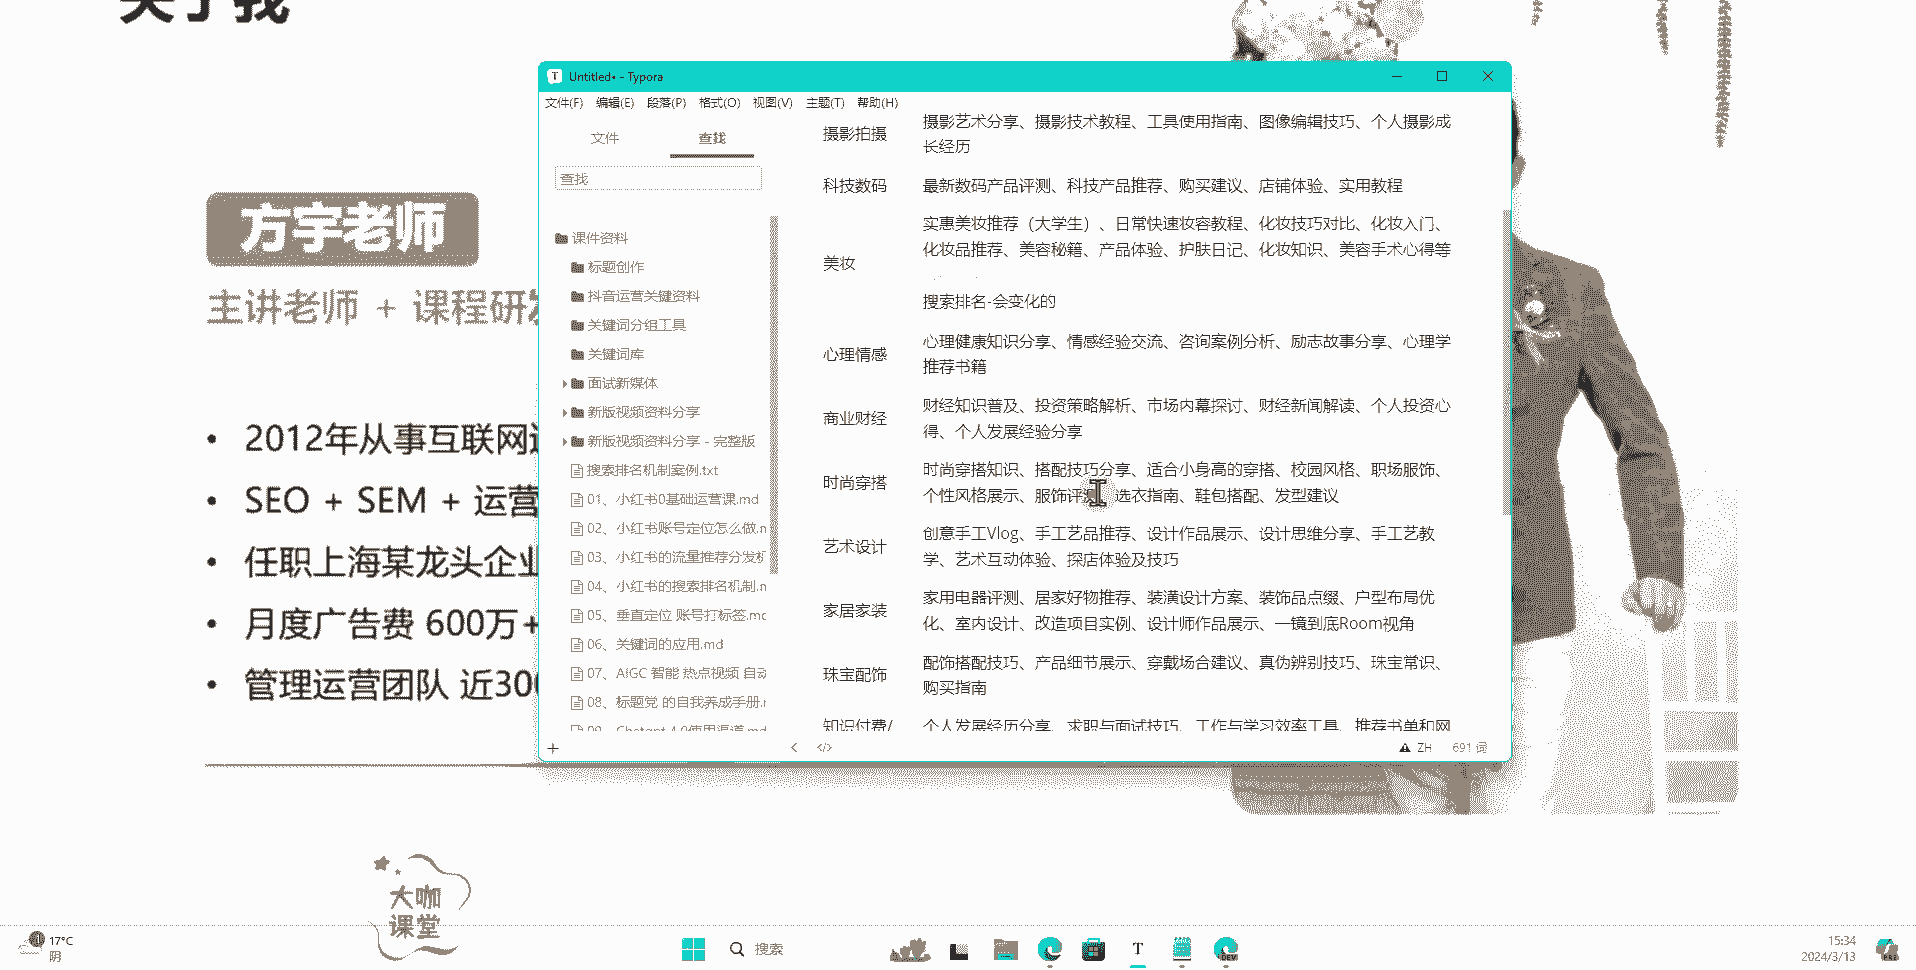 关于我
方宇老师
主讲老师 + 课程研发
2012年从事互联网
SEO + SEM + 运营
任职上海某龙头企业
月度广告费 600万+
管理运营团队 近300
大咖
课堂
Untitled• - Typora
文件(F) 编辑(E) 段落(P) 格式(O) 视图(V) 主题(T) 帮助(H)
文件 查找
查找
课件资料
标题创作
抖音运营关键资料
关键词分组工具
关键词库
面试新媒体
新版视频资料分享
新版视频资料分享 - 完整版
搜索排名机制案例.txt
01、小红书0基础运营课.md
02、小红书账号定位怎么做.m
03、小红书的流量推荐分发机
04、小红书的搜索排名机制.m
05、垂直定位 账号打标签.md
06、关键词的应用.md
07、AIGC 智能 热点视频 自动
08、标题党 的自我养成手册.m
09、Chatgpt 4.0使用渠道.md
摄影拍摄
摄影艺术分享、摄影技术教程、工具使用指南、图像编辑技巧、个人摄影成
长经历
科技数码
最新数码产品评测、科技产品推荐、购买建议、店铺体验、实用教程
美妆
实惠美妆推荐（大学生）、日常快速妆容教程、化妆技巧对比、化妆入门、
化妆品推荐、美容秘籍、产品体验、护肤日记、化妆知识、美容手术心得等
搜索排名-会变化的
心理情感
心理健康知识分享、情感经验交流、咨询案例分析、励志故事分享、心理学
推荐书籍
商业财经
财经知识普及、投资策略解析、市场内幕探讨、财经新闻解读、个人投资心
得、个人发展经验分享
时尚穿搭
时尚穿搭知识、搭配技巧分享、适合小身高的穿搭、校园风格、职场服饰、
个性风格展示、服饰评测、选衣指南、鞋包搭配、发型建议
艺术设计
创意手工Vlog、手工艺品推荐、设计作品展示、设计思维分享、手工艺教
学、艺术互动体验、探店体验及技巧
家居家装
家用电器评测、居家好物推荐、装潢设计方案、装饰品点缀、户型布局优
化、室内设计、改造项目实例、设计师作品展示、一镜到底Room视角
珠宝配饰
配饰搭配技巧、产品细节展示、穿戴场合建议、真伪辨别技巧、珠宝常识、
购买指南
知识付费/
个人发展经历分享、求职与面试技巧、工作与学习效率工具、推荐书单和网
ZH 691 词
17°C
阴
搜索
DEV
15:34
2024/3/13
PRE